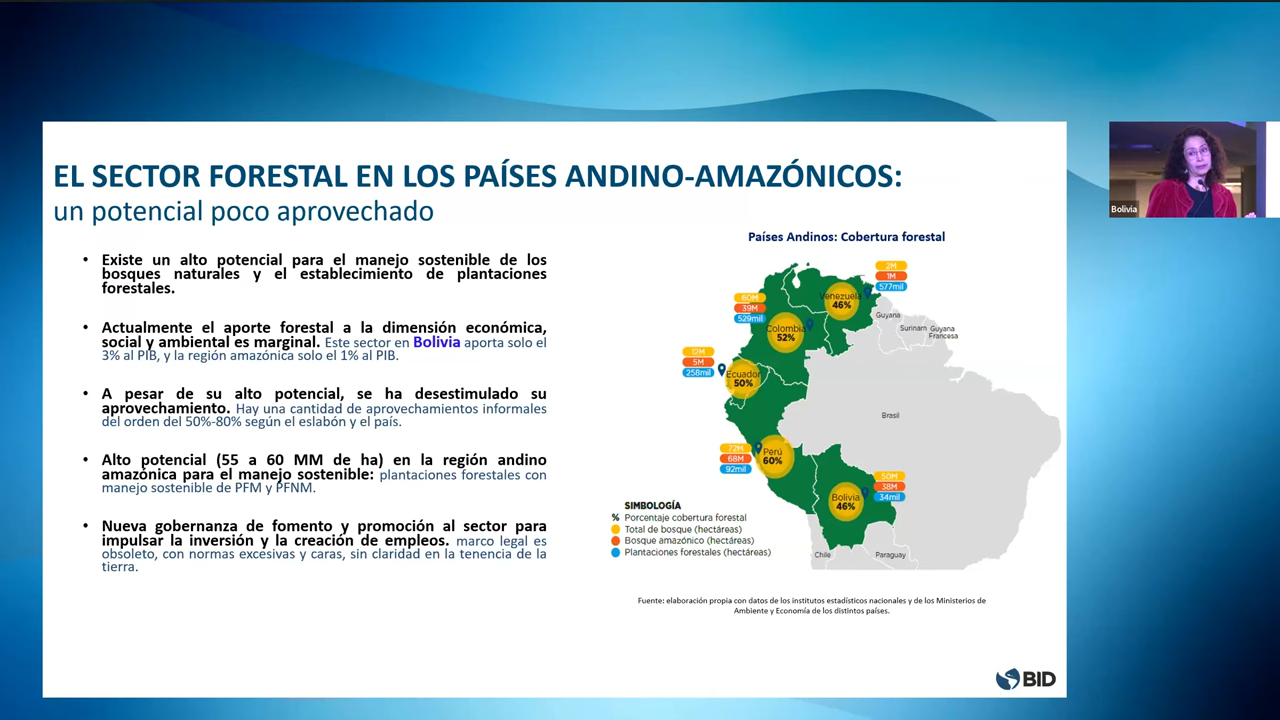 EL SECTOR FORESTAL EN LOS PAÍSES ANDINO-AMAZÓNICOS:
un potencial poco aprovechado
• Existe un alto potencial para el manejo sostenible de los
bosques naturales y el establecimiento de plantaciones
forestales.
• Actualmente el aporte forestal a la dimensión económica,
social y ambiental es marginal. Este sector en Bolivia aporta solo el
3% al PIB, y la región amazónica solo el 1% al PIB.
• A pesar de su alto potencial, se ha desestimulado su
aprovechamiento. Hay una cantidad de aprovechamientos informales
del orden del 50%-80% según el eslabón y el país.
• Alto potencial (55 a 60 MM de ha) en la región andino
amazónica para el manejo sostenible: plantaciones forestales con
manejo sostenible de PFM y PFNM.
• Nueva gobernanza de fomento y promoción al sector para
impulsar la inversión y la creación de empleos. marco legal es
obsoleto, con normas excesivas y caras, sin claridad en la tenencia de la
tierra.
Países Andinos: Cobertura forestal
2M
1M
577mil
Venezuela
46%
60M
39M
529mil
Colombia
52%
Guyana
Surinam
Guyana
Francesa
12M
5M
258mil
Ecuador
50%
Brasil
72M
68M
92mil
Perú
60%
50M
38M
34mil
Bolivia
46%
Chile
Paraguay
SIMBOLOGÍA
% Porcentaje cobertura forestal
Total de bosque (hectáreas)
Bosque amazónico (hectáreas)
Plantaciones forestales (hectáreas)
Fuente: elaboración propia con datos de los institutos estadísticos nacionales y de los Ministerios de
Ambiente y Economía de los distintos países.
BID
Bolivia